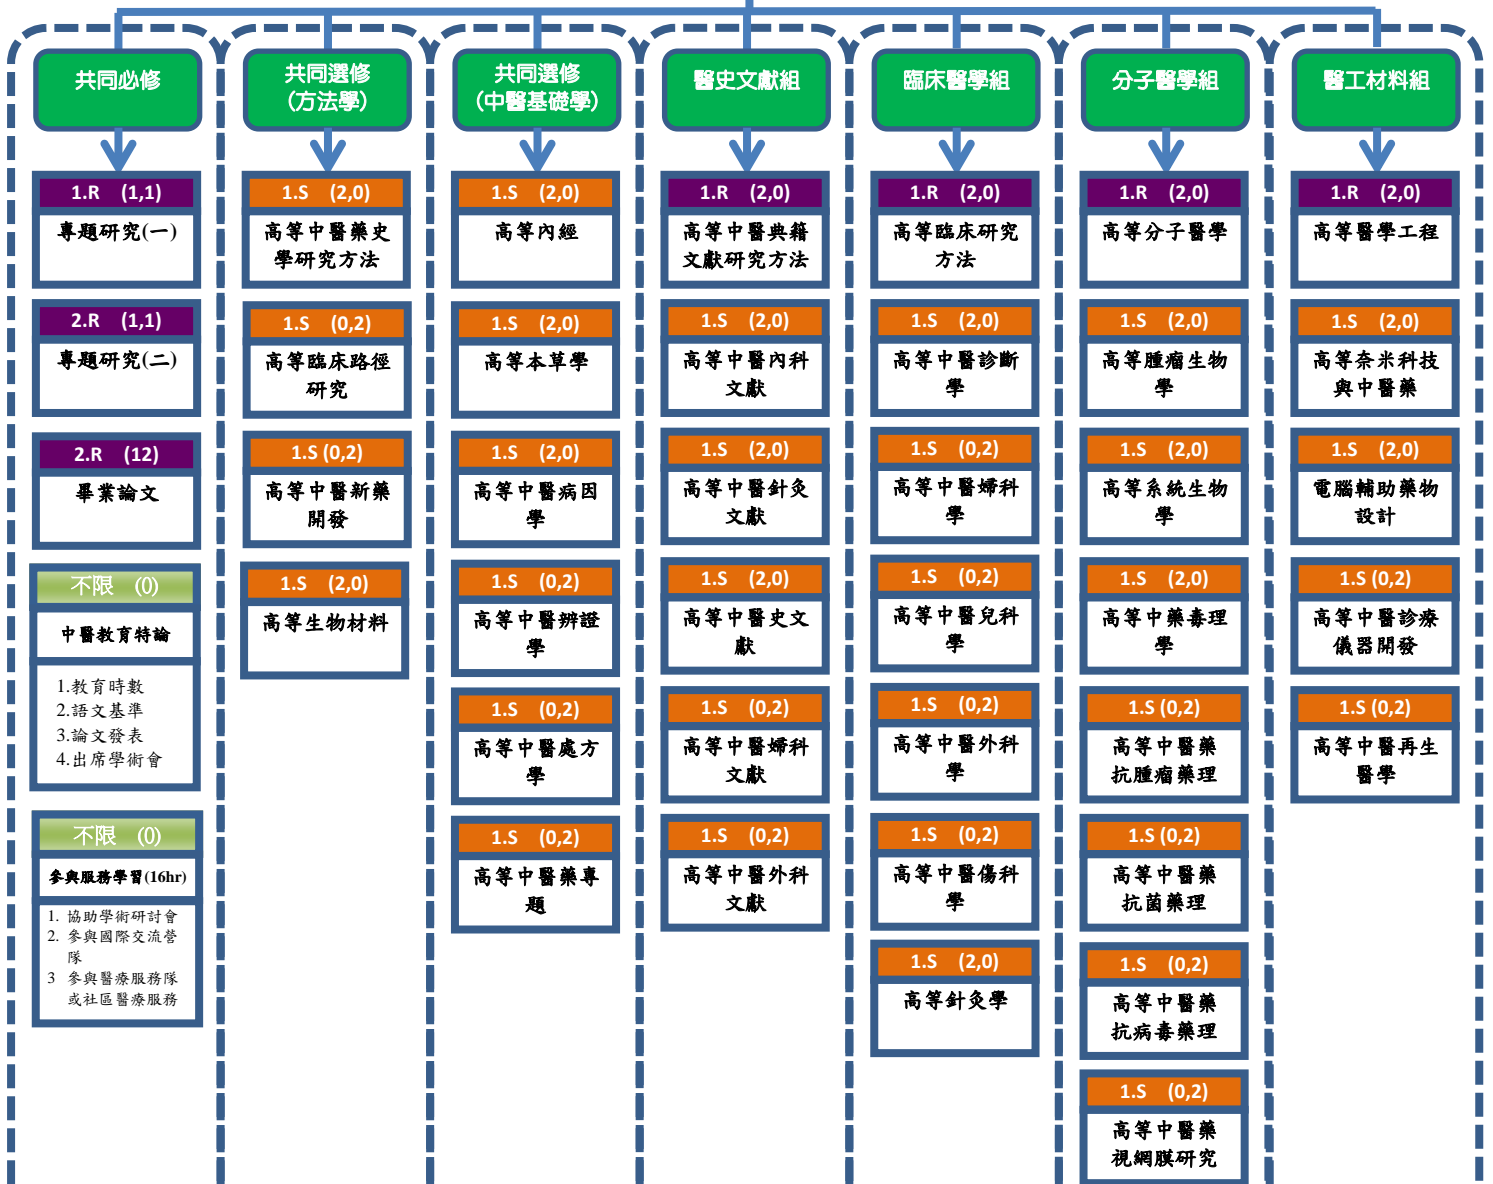 共同必修
1.R (1,1)
專題研究(一)
2.R (1,1)
專題研究(二)
2.R (12)
畢業論文
不限 (0)
中醫教育特論
1.教育時數
2.語文基準
3.論文發表
4.出席學術會
不限 (0)
參與服務學習(16hr)
1. 協助學術研討會
2. 參與國際交流營
隊
3 參與醫療服務隊
或社區醫療服務
共同選修
(方法學)
1.S (2,0)
高等中醫藥史
學研究方法
1.S (0,2)
高等臨床路徑
研究
1.S (0,2)
高等中醫新藥
開發
1.S (2,0)
高等生物材料
共同選修
(中醫基礎學)
1.S (2,0)
高等內經
1.S (2,0)
高等本草學
1.S (2,0)
高等中醫病因
學
1.S (0,2)
高等中醫辨證
學
1.S (0,2)
高等中醫處方
學
1.S (0,2)
高等中醫藥專
題
醫史文獻組
1.R (2,0)
高等中醫典籍
文獻研究方法
1.S (2,0)
高等中醫內科
文獻
1.S (2,0)
高等中醫針灸
文獻
1.S (2,0)
高等中醫史文
獻
1.S (0,2)
高等中醫婦科
文獻
1.S (0,2)
高等中醫外科
文獻
臨床醫學組
1.R (2,0)
高等臨床研究
方法
1.S (2,0)
高等中醫診斷
學
1.S (0,2)
高等中醫婦科
學
1.S (0,2)
高等中醫兒科
學
1.S (0,2)
高等中醫外科
學
1.S (0,2)
高等中醫傷科
學
1.S (2,0)
高等針灸學
分子醫學組
1.R (2,0)
高等分子醫學
1.S (2,0)
高等腫瘤生物
學
1.S (2,0)
高等系統生物
學
1.S (2,0)
高等中藥毒理
學
1.S (0,2)
高等中醫藥
抗腫瘤藥理
1.S (0,2)
高等中醫藥
抗菌藥理
1.S (0,2)
高等中醫藥
抗病毒藥理
1.S (0,2)
高等中醫藥
視網膜研究
醫工材料組
1.R (2,0)
高等醫學工程
1.S (2,0)
高等奈米科技
與中醫藥
1.S (2,0)
電腦輔助藥物
設計
1.S (0,2)
高等中醫診療
儀器開發
1.S (0,2)
高等中醫再生
醫學